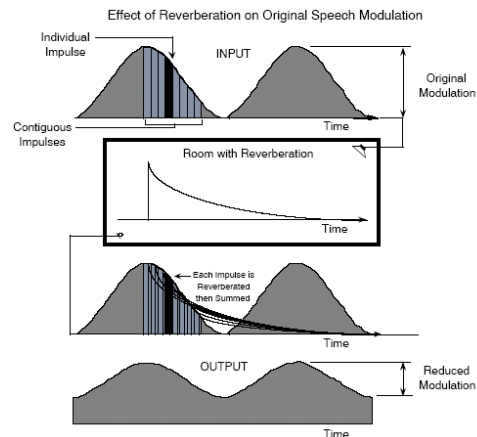 Effect of Reverberation on Original Speech Modulation
Individual
Impulse
INPUT
Original
Modulation
Contiguous
Impulses
Time
Room with Reverberation
Time
Each Impulse is
Reverberated
then Summed
Time
OUTPUT
Reduced
Modulation
Time